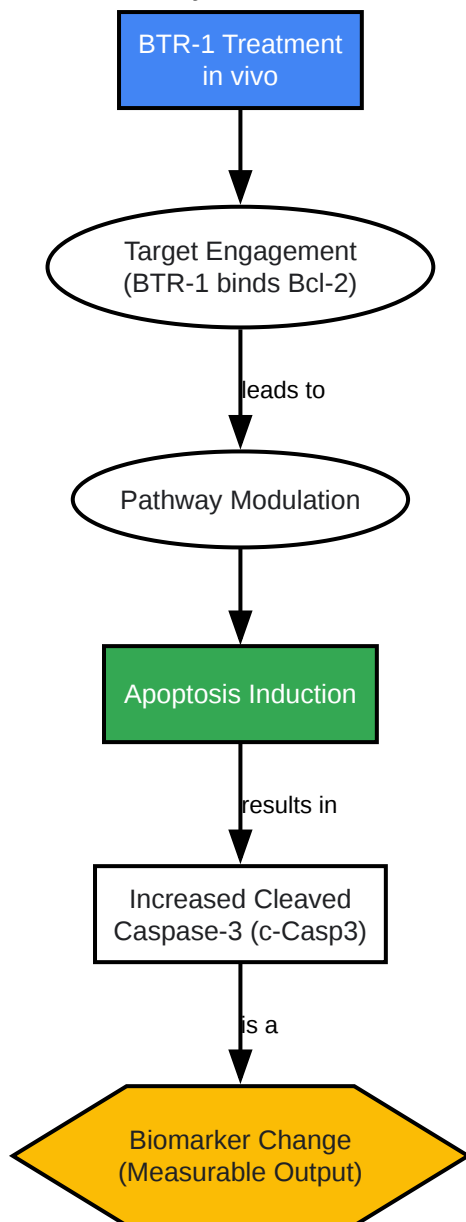 BTR-1 Treatment
in vivo
Target Engagement
(BTR-1 binds Bcl-2)
leads to
Pathway Modulation
Apoptosis Induction
results in
Increased Cleaved
Caspase-3 (c-Casp3)
is a
Biomarker Change
(Measurable Output)